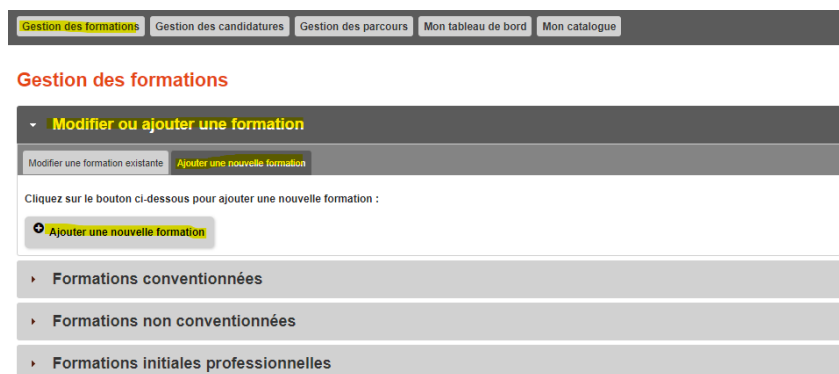 Gestion des formations Gestion des candidatures Gestion des parcours Mon tableau de bord Mon catalogue
Gestion des formations
Modifier ou ajouter une formation
Modifier une formation existante Ajouter une nouvelle formation
Cliquez sur le bouton ci-dessous pour ajouter une nouvelle formation :
Ajouter une nouvelle formation
Formations conventionnées
Formations non conventionnées
Formations initiales professionnelles